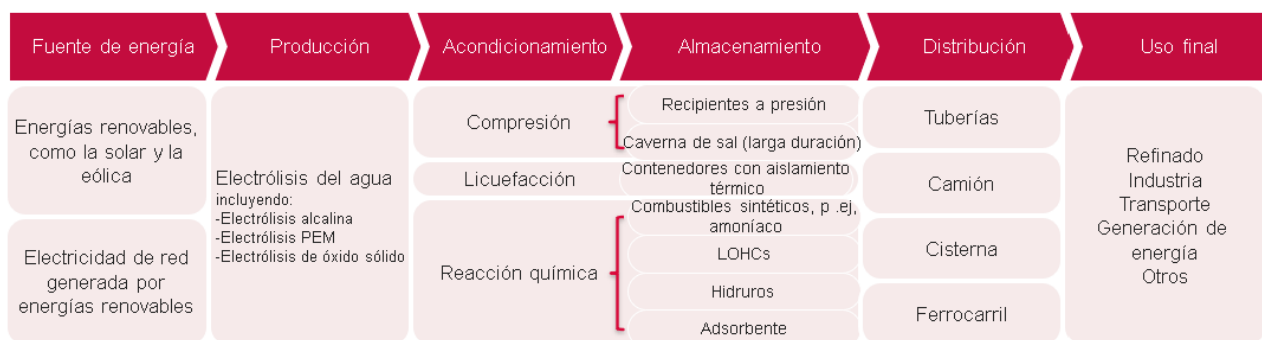 Fuente de energía
Producción
Acondicionamiento
Almacenamiento
Distribución
Uso final
Energías renovables,
como la solar y la
eólica
Electricidad de red
generada por
energías renovables
Electrólisis del agua
incluyendo:
-Electrólisis alcalina
-Electrólisis PEM
-Electrólisis de óxido sólido
Compresión
Licuefacción
Reacción química
Recipientes a presión
Caverna de sal (larga duración)
Contenedores con aislamiento
térmico
Combustibles sintéticos, p .ej,
amoníaco
LOHCs
Hidruros
Adsorbente
Tuberías
Camión
Cisterna
Ferrocarril
Refinado
Industria
Transporte
Generación de
energía
Otros